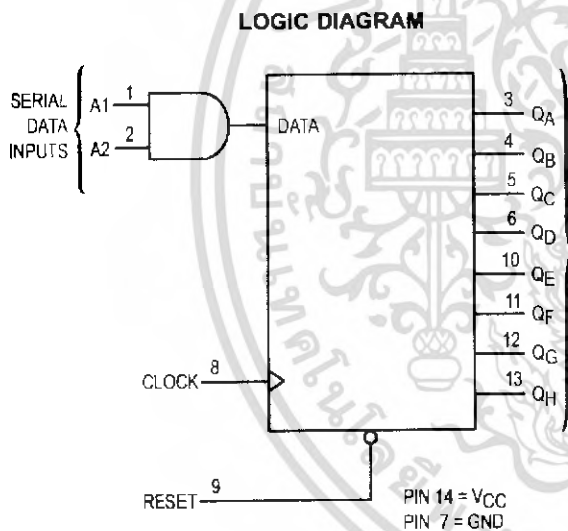 LOGIC DIAGRAM
SERIAL
DATA
INPUTS
A1
1
A2
2
DATA
3
QA
4
QB
5
QC
6
QD
10
QE
11
QF
12
QG
13
QH
CLOCK
8
RESET
9
PIN 14 = VCC
PIN 7 = GND